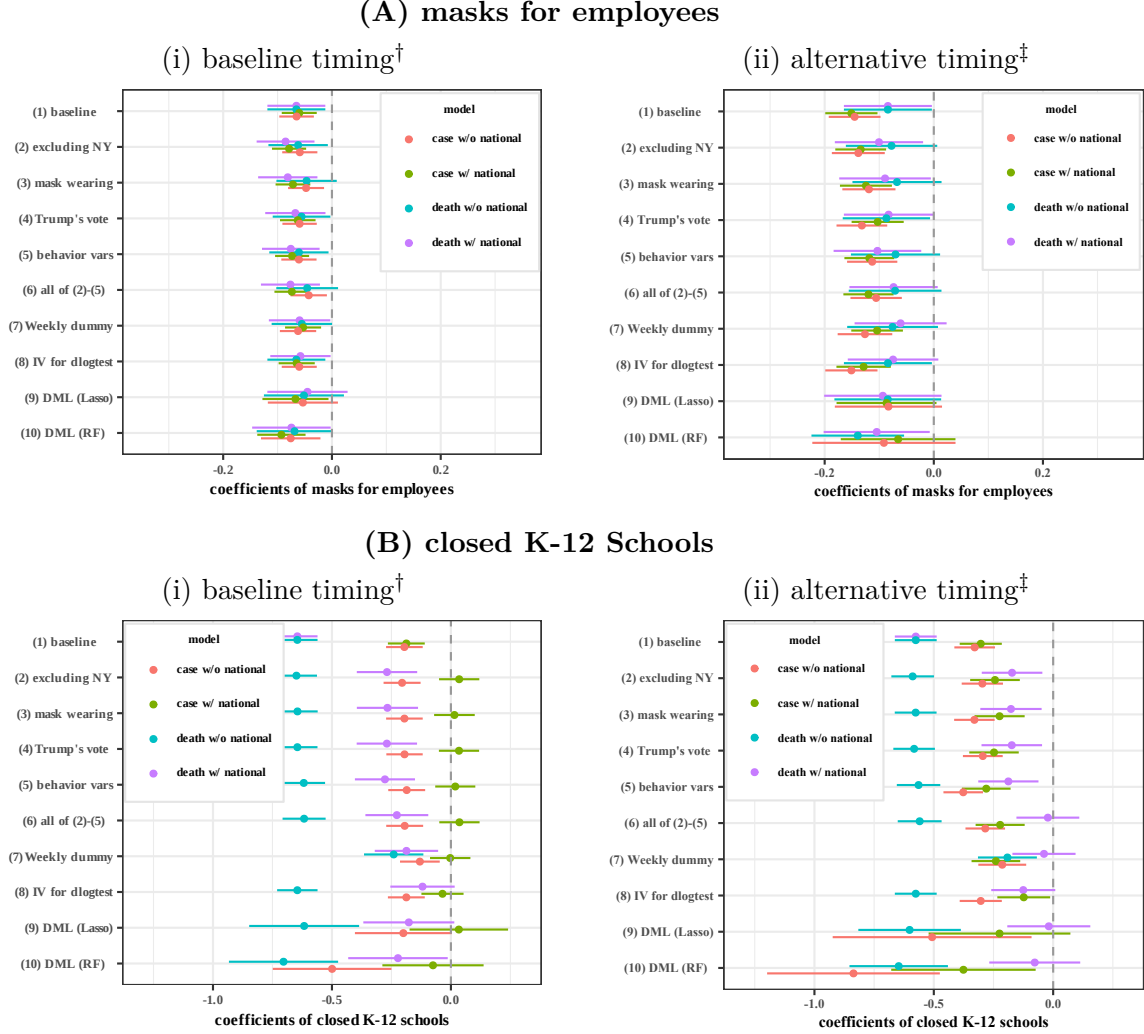 (A) masks for employees
(i) baseline timing†
(1) baseline
(2) excluding NY
(3) mask wearing
(4) Trump's vote
(5) behavior vars
(6) all of (2)-(5)
(7) Weekly dummy
(8) IV for dlogtest
(9) DML (Lasso)
(10) DML (RF)
model
case w/o national
case w/ national
death w/o national
death w/ national
-0.2 0.0 0.2
coefficients of masks for employees
(ii) alternative timing‡
(1) baseline
(2) excluding NY
(3) mask wearing
(4) Trump's vote
(5) behavior vars
(6) all of (2)-(5)
(7) Weekly dummy
(8) IV for dlogtest
(9) DML (Lasso)
(10) DML (RF)
model
case w/o national
case w/ national
death w/o national
death w/ national
-0.2 0.0 0.2
coefficients of masks for employees
(B) closed K-12 Schools
(i) baseline timing†
(1) baseline
(2) excluding NY
(3) mask wearing
(4) Trump's vote
(5) behavior vars
(6) all of (2)-(5)
(7) Weekly dummy
(8) IV for dlogtest
(9) DML (Lasso)
(10) DML (RF)
model
case w/o national
case w/ national
death w/o national
death w/ national
-1.0 -0.5 0.0
coefficients of closed K-12 schools
(ii) alternative timing‡
(1) baseline
(2) excluding NY
(3) mask wearing
(4) Trump's vote
(5) behavior vars
(6) all of (2)-(5)
(7) Weekly dummy
(8) IV for dlogtest
(9) DML (Lasso)
(10) DML (RF)
model
case w/o national
case w/ national
death w/o national
death w/ national
-1.0 -0.5 0.0
coefficients of closed K-12 schools